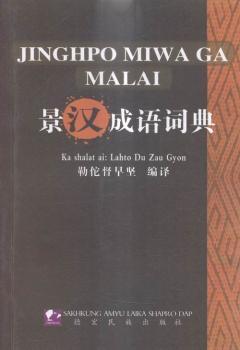 JINGHPO MIWA GA
MALAI
景汉成语词典
Ka shalat ai: Lahto Du Zau Gyon
勒佗督早坚 编译
SAKHKUNG AMYU LAIKA SHAPRO DAP
德宏民族出版社